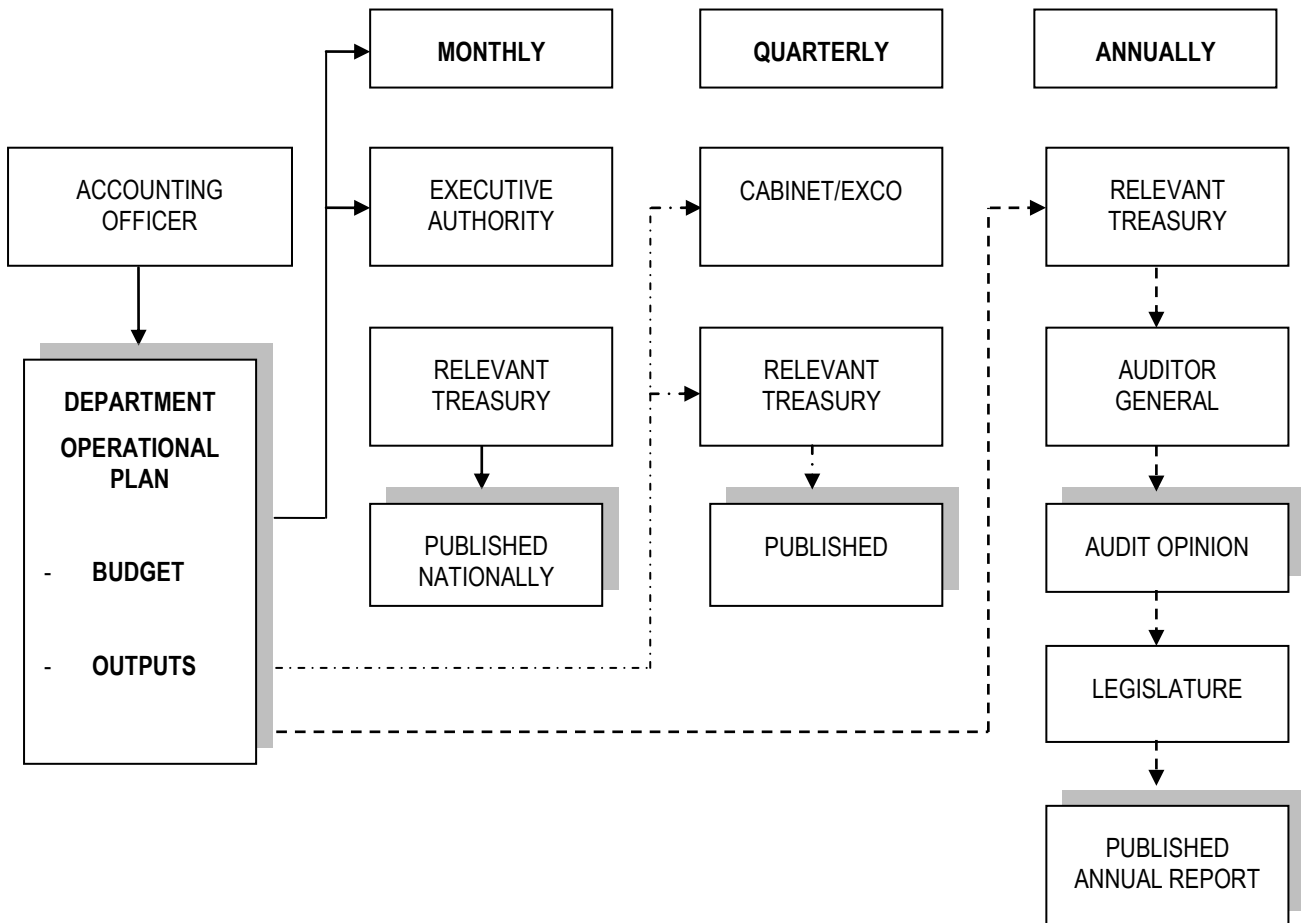 MONTHLY
QUARTERLY
ANNUALLY
ACCOUNTING
OFFICER
EXECUTIVE
AUTHORITY
CABINET/EXCO
RELEVANT
TREASURY
DEPARTMENT
OPERATIONAL
PLAN
- BUDGET
- OUTPUTS
RELEVANT
TREASURY
RELEVANT
TREASURY
AUDITOR
GENERAL
PUBLISHED
NATIONALLY
PUBLISHED
AUDIT OPINION
LEGISLATURE
PUBLISHED
ANNUAL REPORT